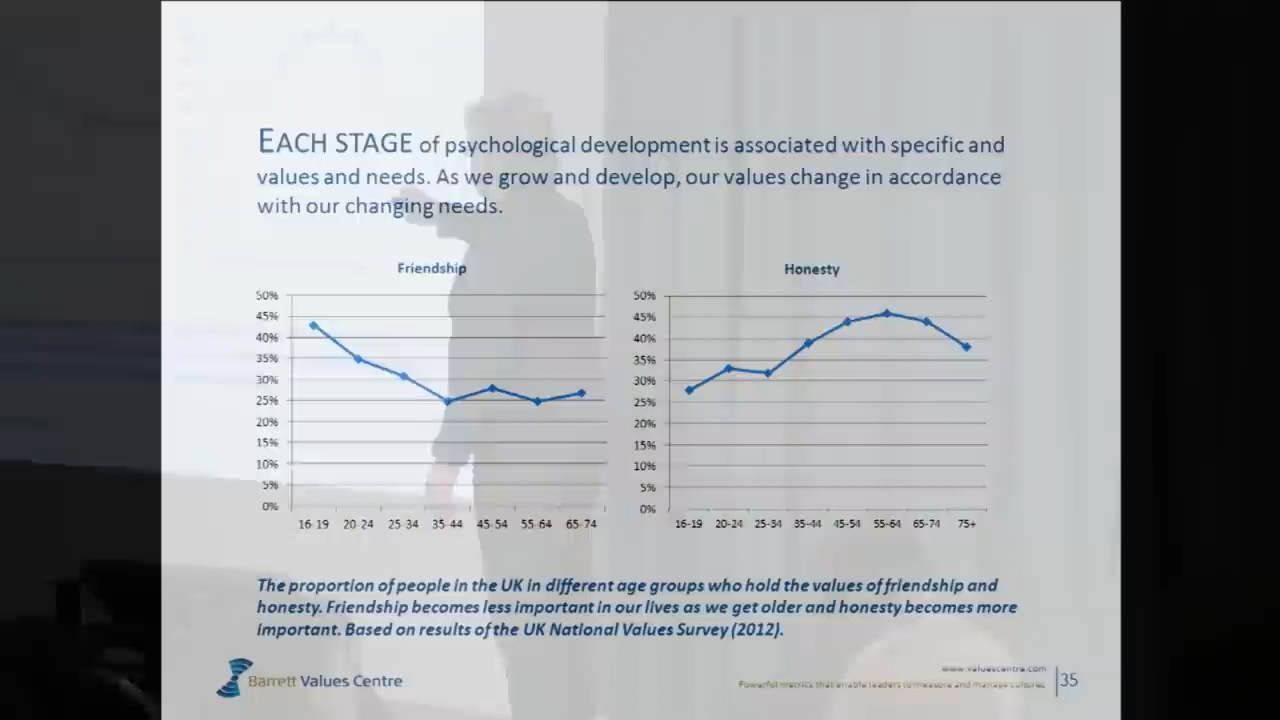 EACH STAGE of psychological development is associated with specific and
values and needs. As we grow and develop, our values change in accordance
with our changing needs.
Friendship
50%
45%
40%
35%
30%
25%
20%
15%
10%
5%
0%
16-19 20-24 25-34 35-44 45-54 55-64 65-74
Honesty
50%
45%
40%
35%
30%
25%
20%
15%
10%
5%
0%
16-19 20-24 25-34 35-44 45-54 55-64 65-74 75+
The proportion of people in the UK in different age groups who hold the values of friendship and
honesty. Friendship becomes less important in our lives as we get older and honesty becomes more
important. Based on results of the UK National Values Survey (2012).
Barrett Values Centre
www.valuescentre.com
Powerful metrics that enable leaders to measure and manage cultures
35